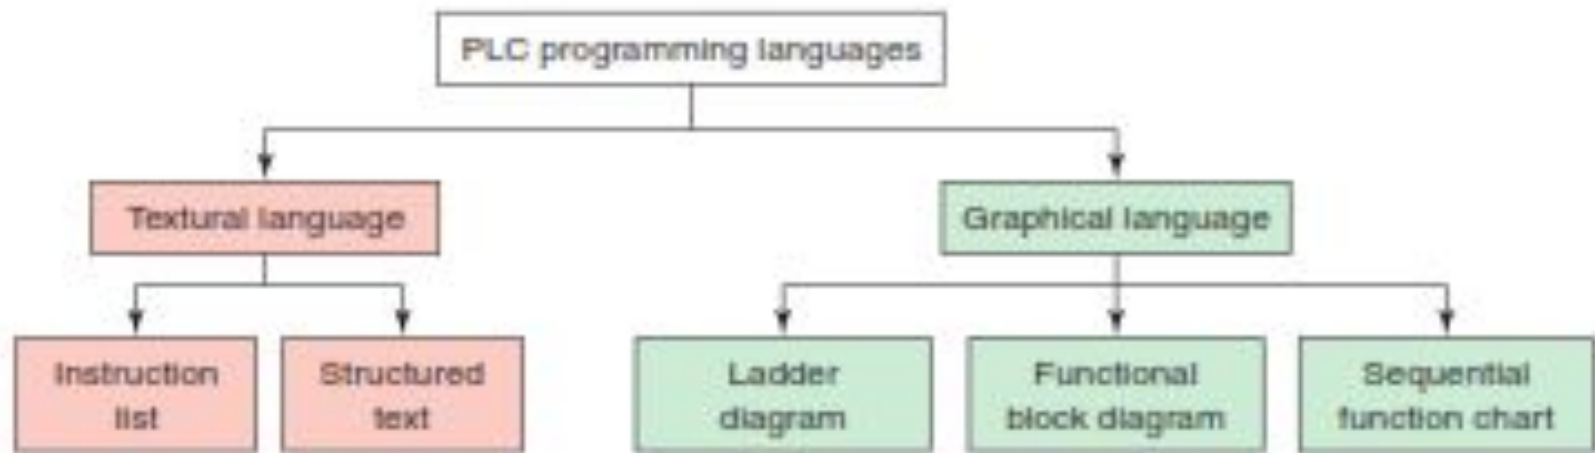 PLC programming languages
Textural language
Graphical language
Instruction
list
Structured
text
Ladder
diagram
Functional
block diagram
Sequential
function chart